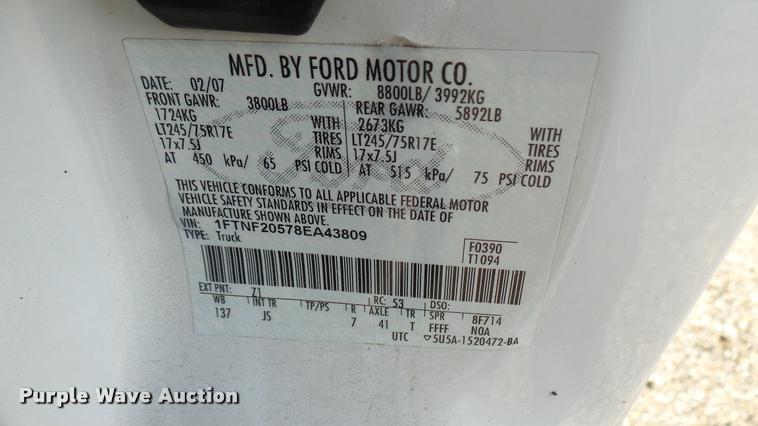 MFD. BY FORD MOTOR CO.
DATE: 02/07 GVWR: 8800LB/ 3992KG
FRONT GAWR: 3800LB REAR GAWR: 5892LB
1724KG WITH 2673KG WITH
LT245/75R17E TIRES LT245/75R17E TIRES
17x7.5J RIMS 17x7.5J RIMS
AT 450 kPa/ 65 PSI COLD AT 515 kPa/ 75 PSI COLD
Ford
THIS VEHICLE CONFORMS TO ALL APPLICABLE FEDERAL MOTOR
VEHICLE SAFETY STANDARDS IN EFFECT ON THE DATE OF
MANUFACTURE SHOWN ABOVE.
VIN: 1FTNF20578EA43809
TYPE: Truck
F0390
T1094
EXT PNT: Z1 RC: 53 DSO:
WB INT TR TP/PS R AXLE TR SPR 8F714
137 JS 7 41 T FFFF N0A
UTC 5U5A-1520472-BA
Purple Wave Auction